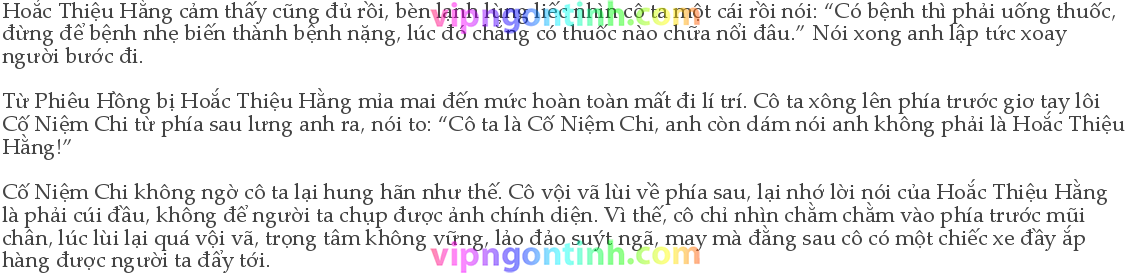 Hoắc Thiệu Hằng cảm thấy cũng đủ rồi, bèn lạnh lùng liếc nhìn cô ta một cái rồi nói: “Có bệnh thì phải uống thuốc,
vipngontinh.com
đừng để bệnh nhẹ biến thành bệnh nặng, lúc đó chẳng có thuốc nào chữa nổi đâu.” Nói xong anh lập tức xoay
người bước đi.
Từ Phiêu Hồng bị Hoắc Thiệu Hằng mỉa mai đến mức hoàn toàn mất đi lí trí. Cô ta xông lên phía trước giơ tay lôi
Cố Niệm Chi từ phía sau lưng anh ra, nói to: “Cô ta là Cố Niệm Chi, anh còn dám nói anh không phải là Hoắc Thiệu
Hằng!”
Cố Niệm Chi không ngờ cô ta lại hung hãn như thế. Cô vội vã lùi về phía sau, lại nhớ lời nói của Hoắc Thiệu Hằng
là phải cúi đầu, không để người ta chụp được ảnh chính diện. Vì thế, cô chỉ nhìn chằm chằm vào phía trước mũi
chân, lúc lùi lại quá vội vã, trọng tâm không vững, lảo đảo suýt ngã, may mà đằng sau cô có một chiếc xe đầy ắp
vipngontinh.com
hàng được người ta đẩy tới.